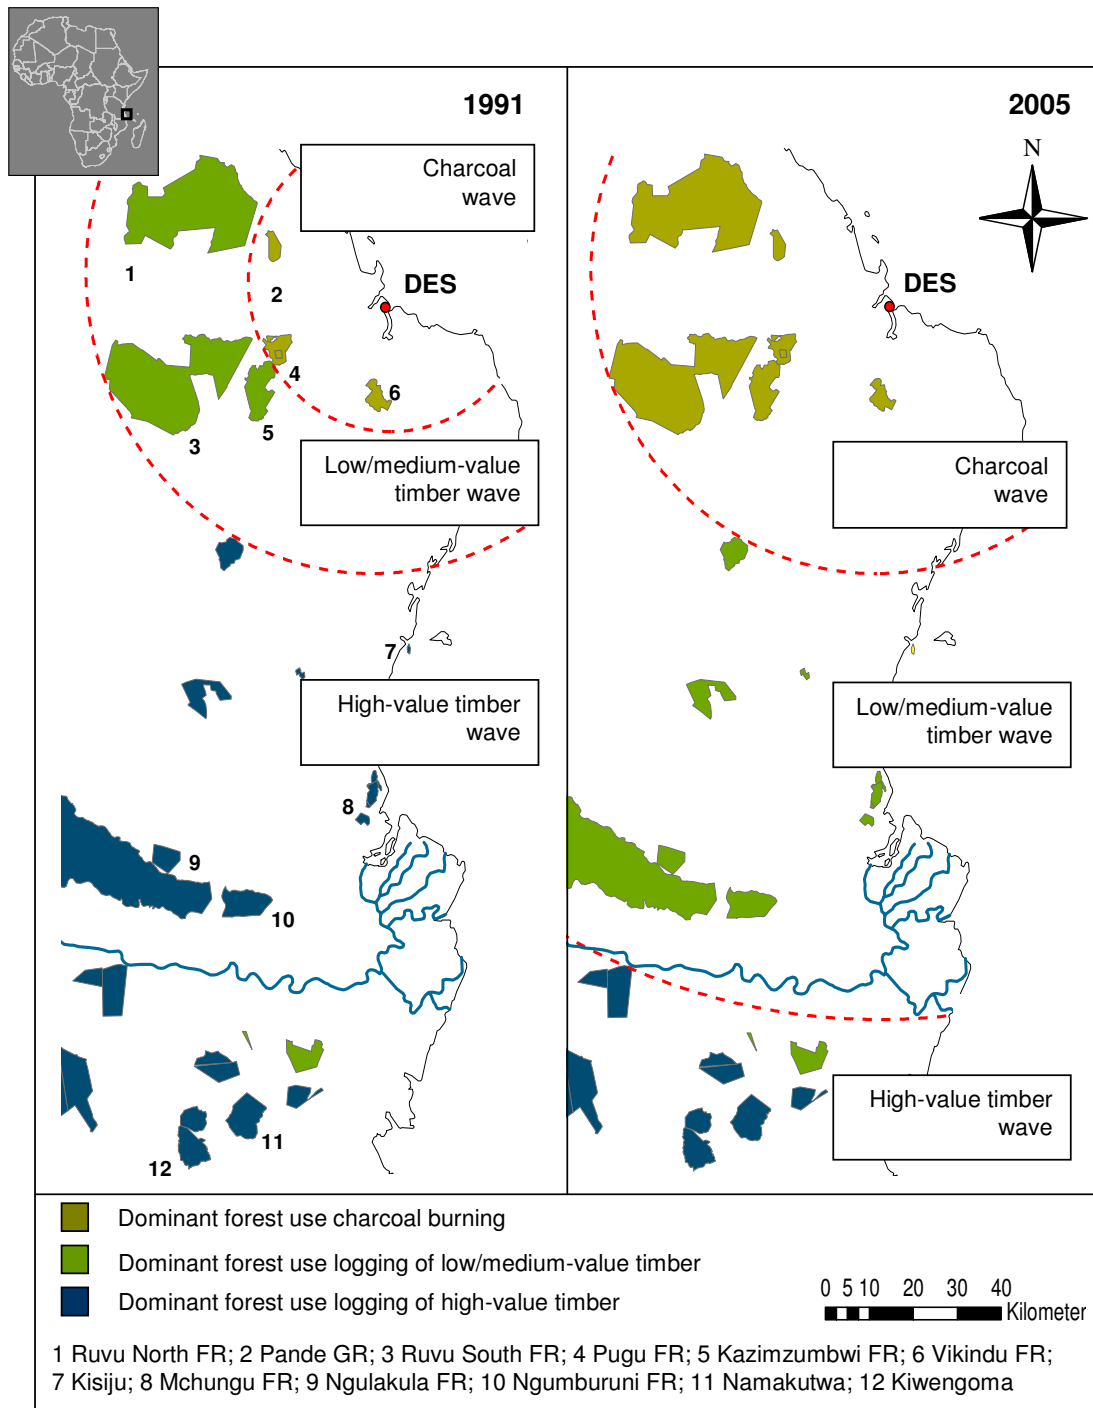 1991
Charcoal
wave
DES
1
2
3
4
5
6
Low/medium-value
timber wave
7
High-value timber
wave
8
9
10
11
12
2005
N
DES
Charcoal
wave
Low/medium-value
timber wave
High-value timber
wave
Dominant forest use charcoal burning
Dominant forest use logging of low/medium-value timber
Dominant forest use logging of high-value timber
0 5 10 20 30 40
Kilometer
1 Ruvu North FR; 2 Pande GR; 3 Ruvu South FR; 4 Pugu FR; 5 Kazimzumbwi FR; 6 Vikindu FR;
7 Kisiju; 8 Mchungu FR; 9 Ngulakula FR; 10 Ngumburuni FR; 11 Namakutwa; 12 Kiwengoma